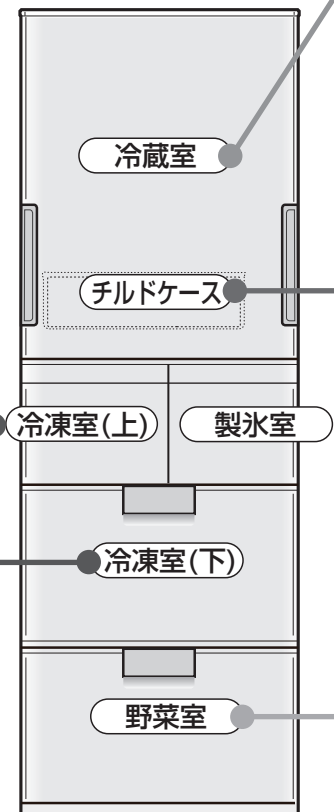 冷蔵室
チルドケース
冷凍室(上)
製氷室
冷凍室(下)
野菜室